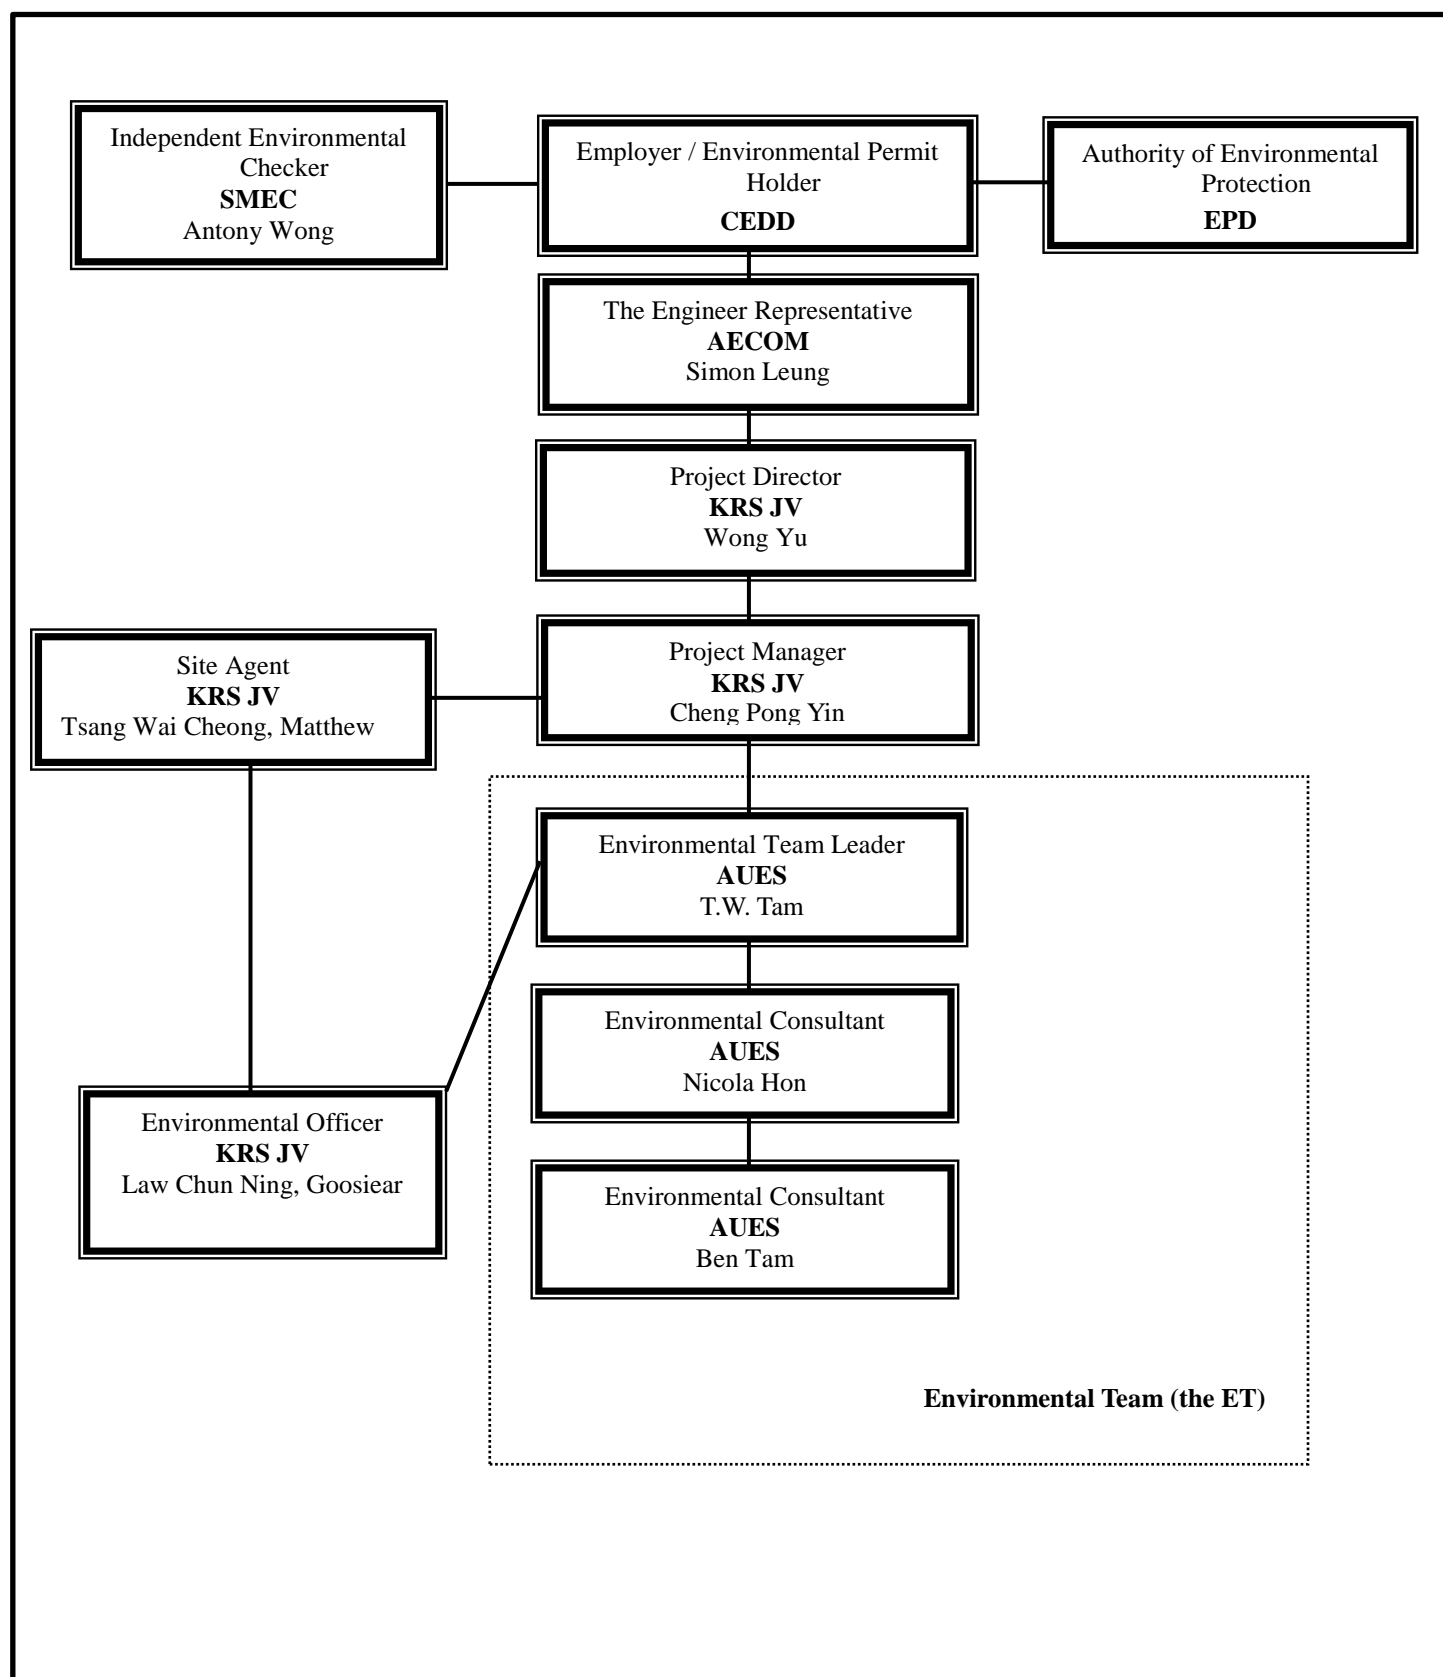 Independent Environmental
Checker
SMEC
Antony Wong
Employer / Environmental Permit
Holder
CEDD
Authority of Environmental
Protection
EPD
The Engineer Representative
AECOM
Simon Leung
Project Director
KRS JV
Wong Yu
Site Agent
KRS JV
Tsang Wai Cheong, Matthew
Project Manager
KRS JV
Cheng Pong Yin
Environmental Team Leader
AUES
T.W. Tam
Environmental Consultant
AUES
Nicola Hon
Environmental Officer
KRS JV
Law Chun Ning, Goosiear
Environmental Consultant
AUES
Ben Tam
Environmental Team (the ET)